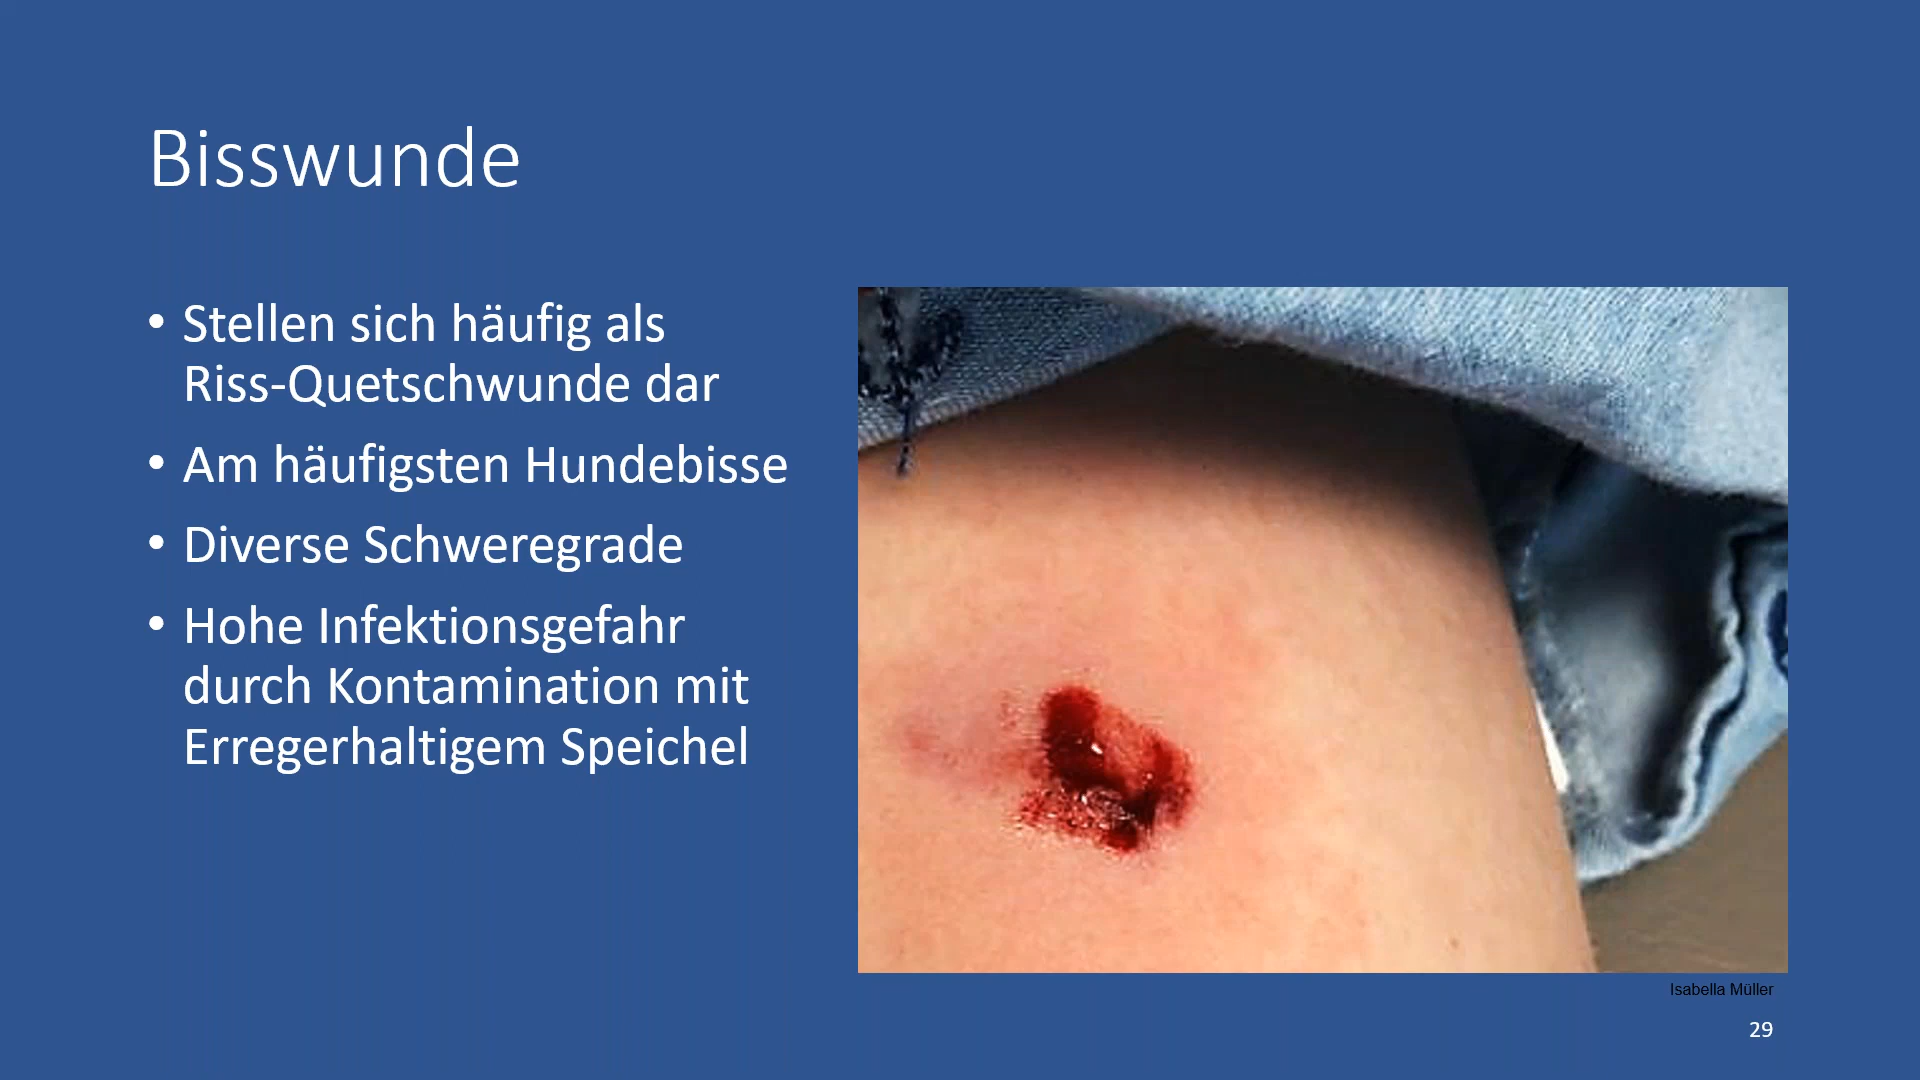 Bisswunde
• Stellen sich häufig als
Riss-Quetschwunde dar
• Am häufigsten Hundebisse
• Diverse Schweregrade
• Hohe Infektionsgefahr
durch Kontamination mit
Erregerhaltigem Speichel
Isabella Müller
29